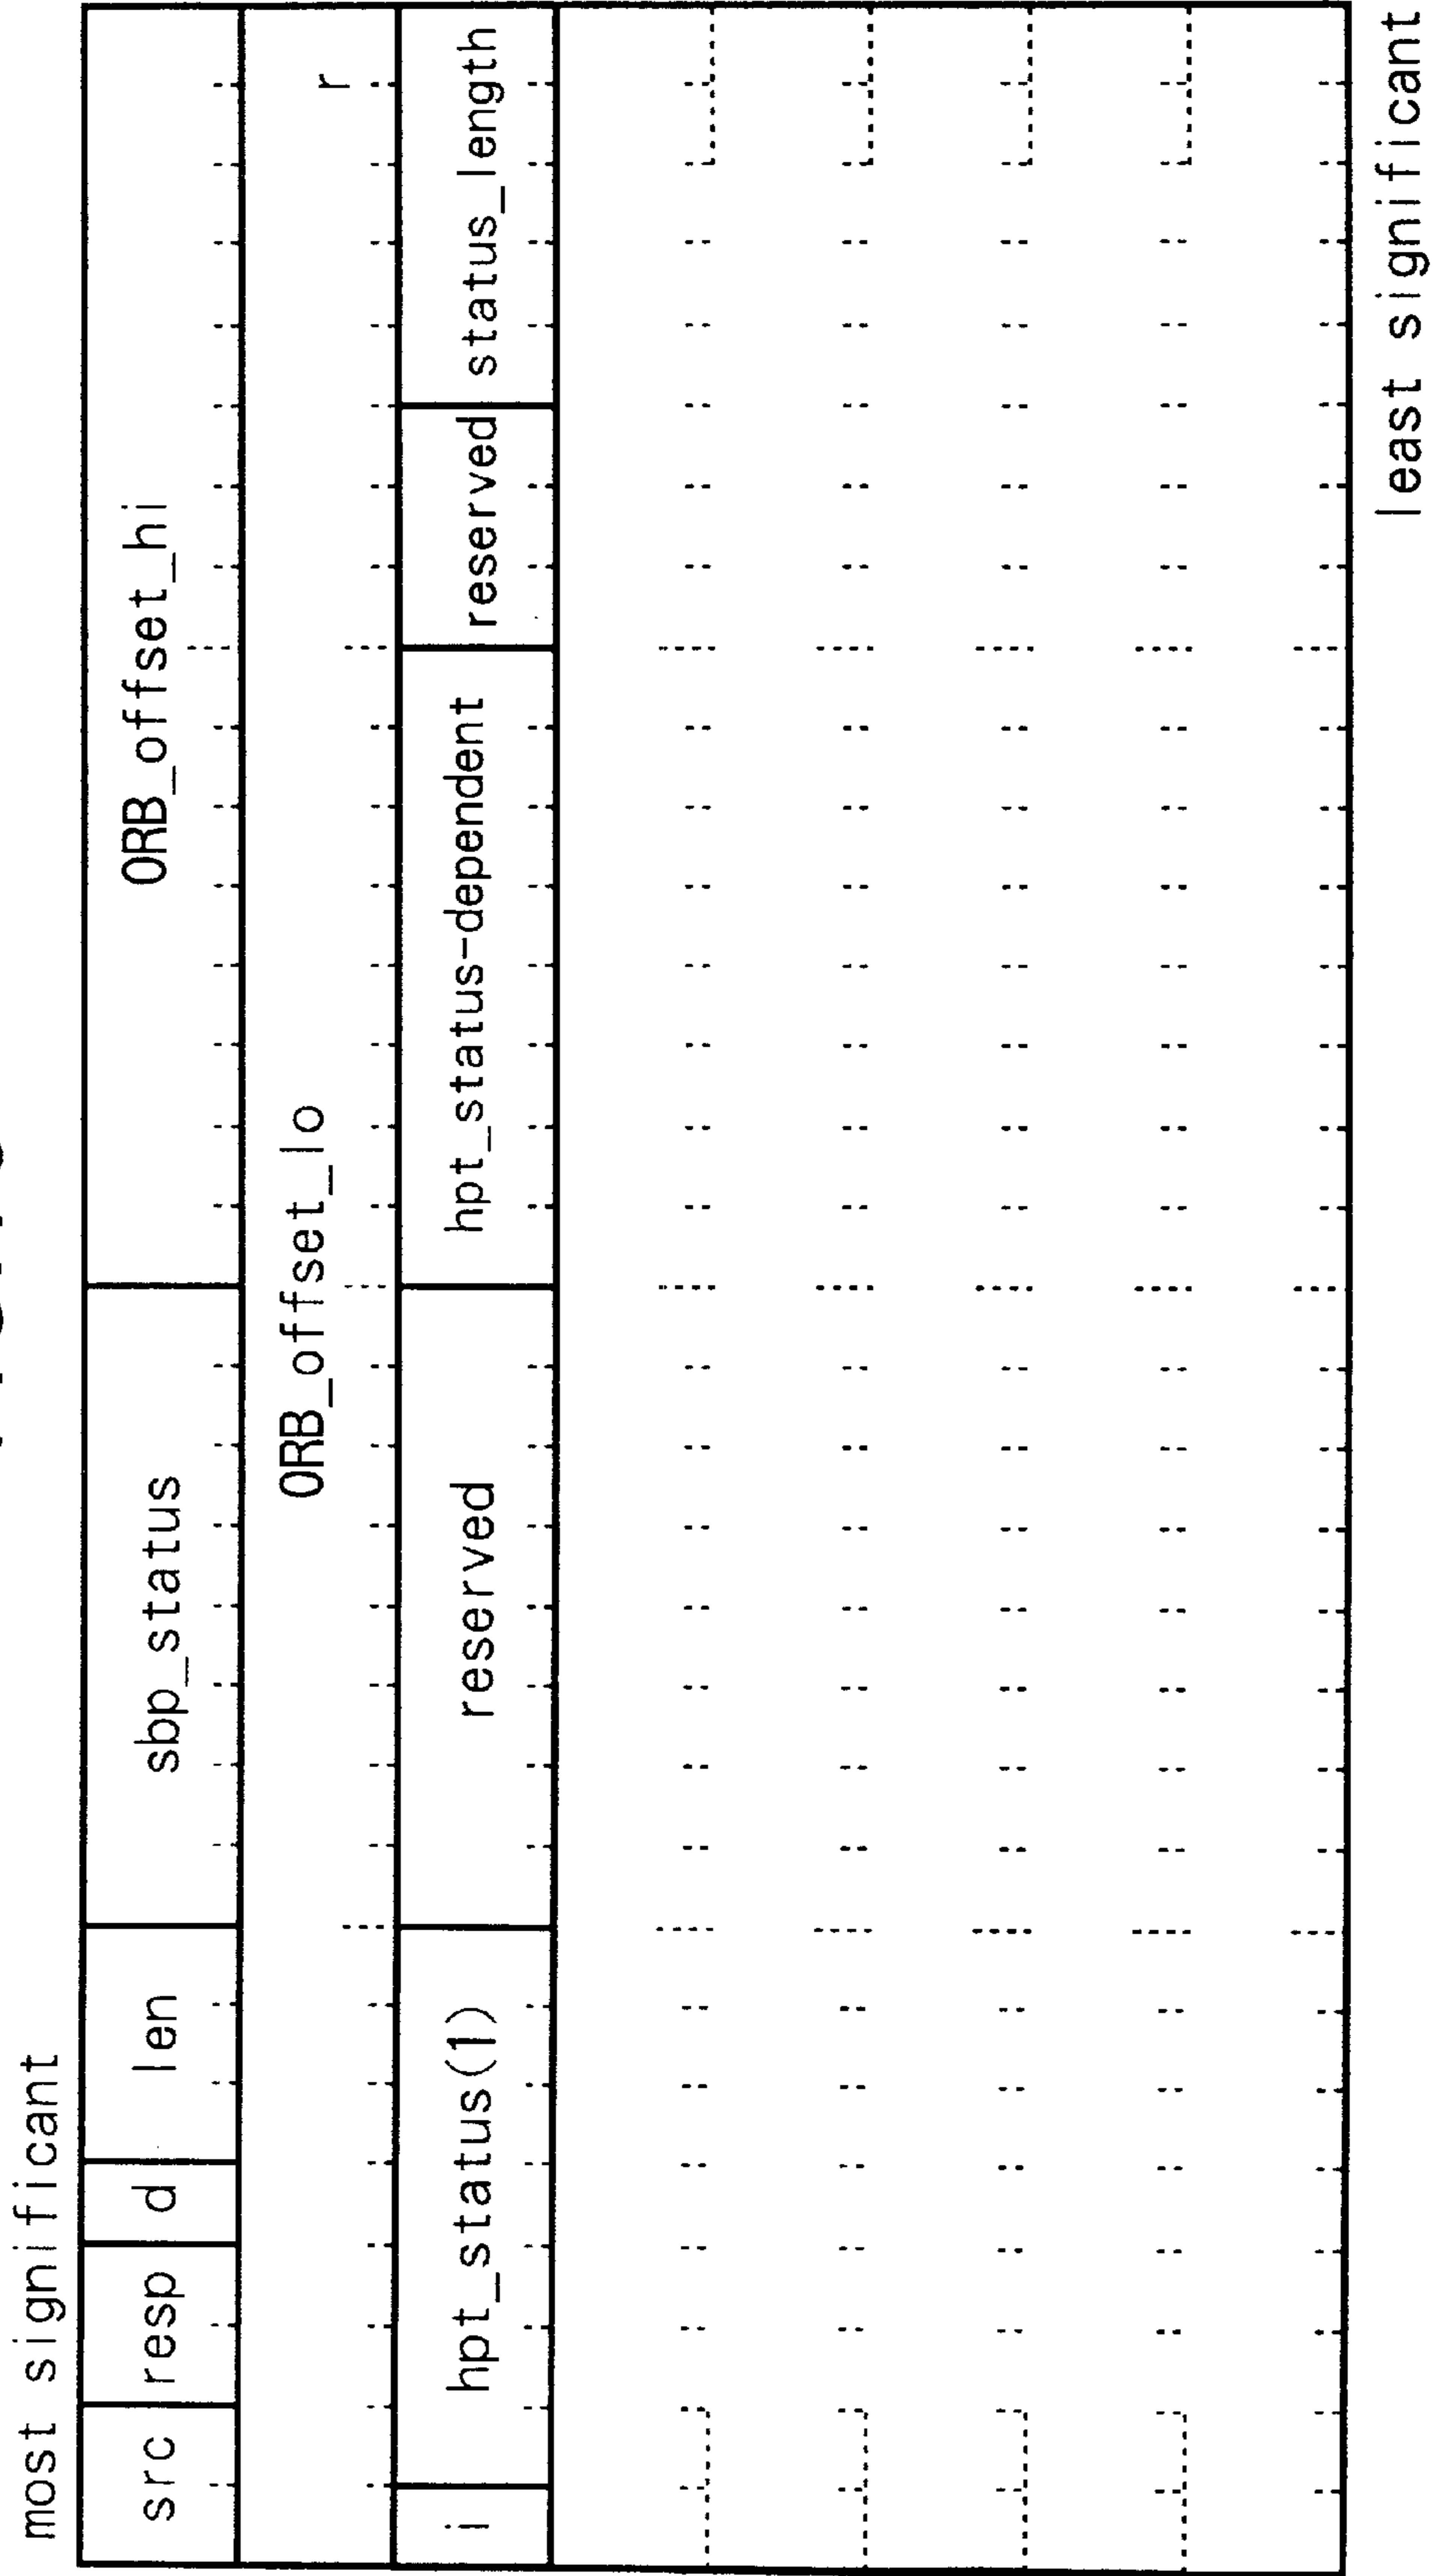 most significant
src resp d len sbp_status ORB_offset_hi
ORB_offset_lo r
i hpt_status(1) reserved hpt_status-dependent reserved status_length
least significant